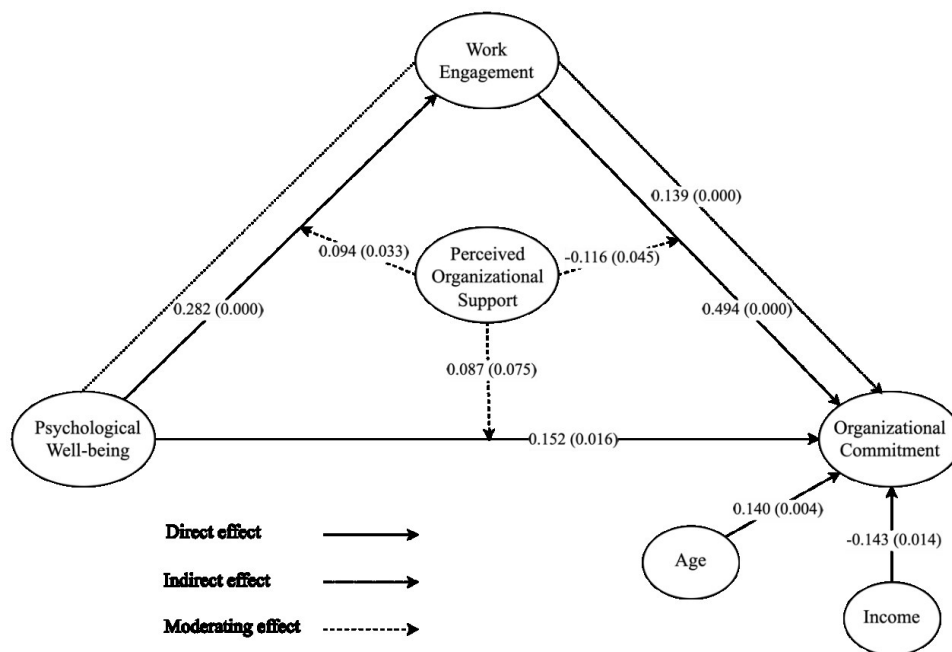 Work
Engagement
0.139 (0.000)
0.094 (0.033)
Perceived
Organizational
Support
-0.116 (0.045)
0.282 (0.000)
0.494 (0.000)
0.087 (0.075)
Psychological
Well-being
0.152 (0.016)
Organizational
Commitment
0.140 (0.004)
Direct effect
-0.143 (0.014)
Age
Indirect effect
Income
Moderating effect